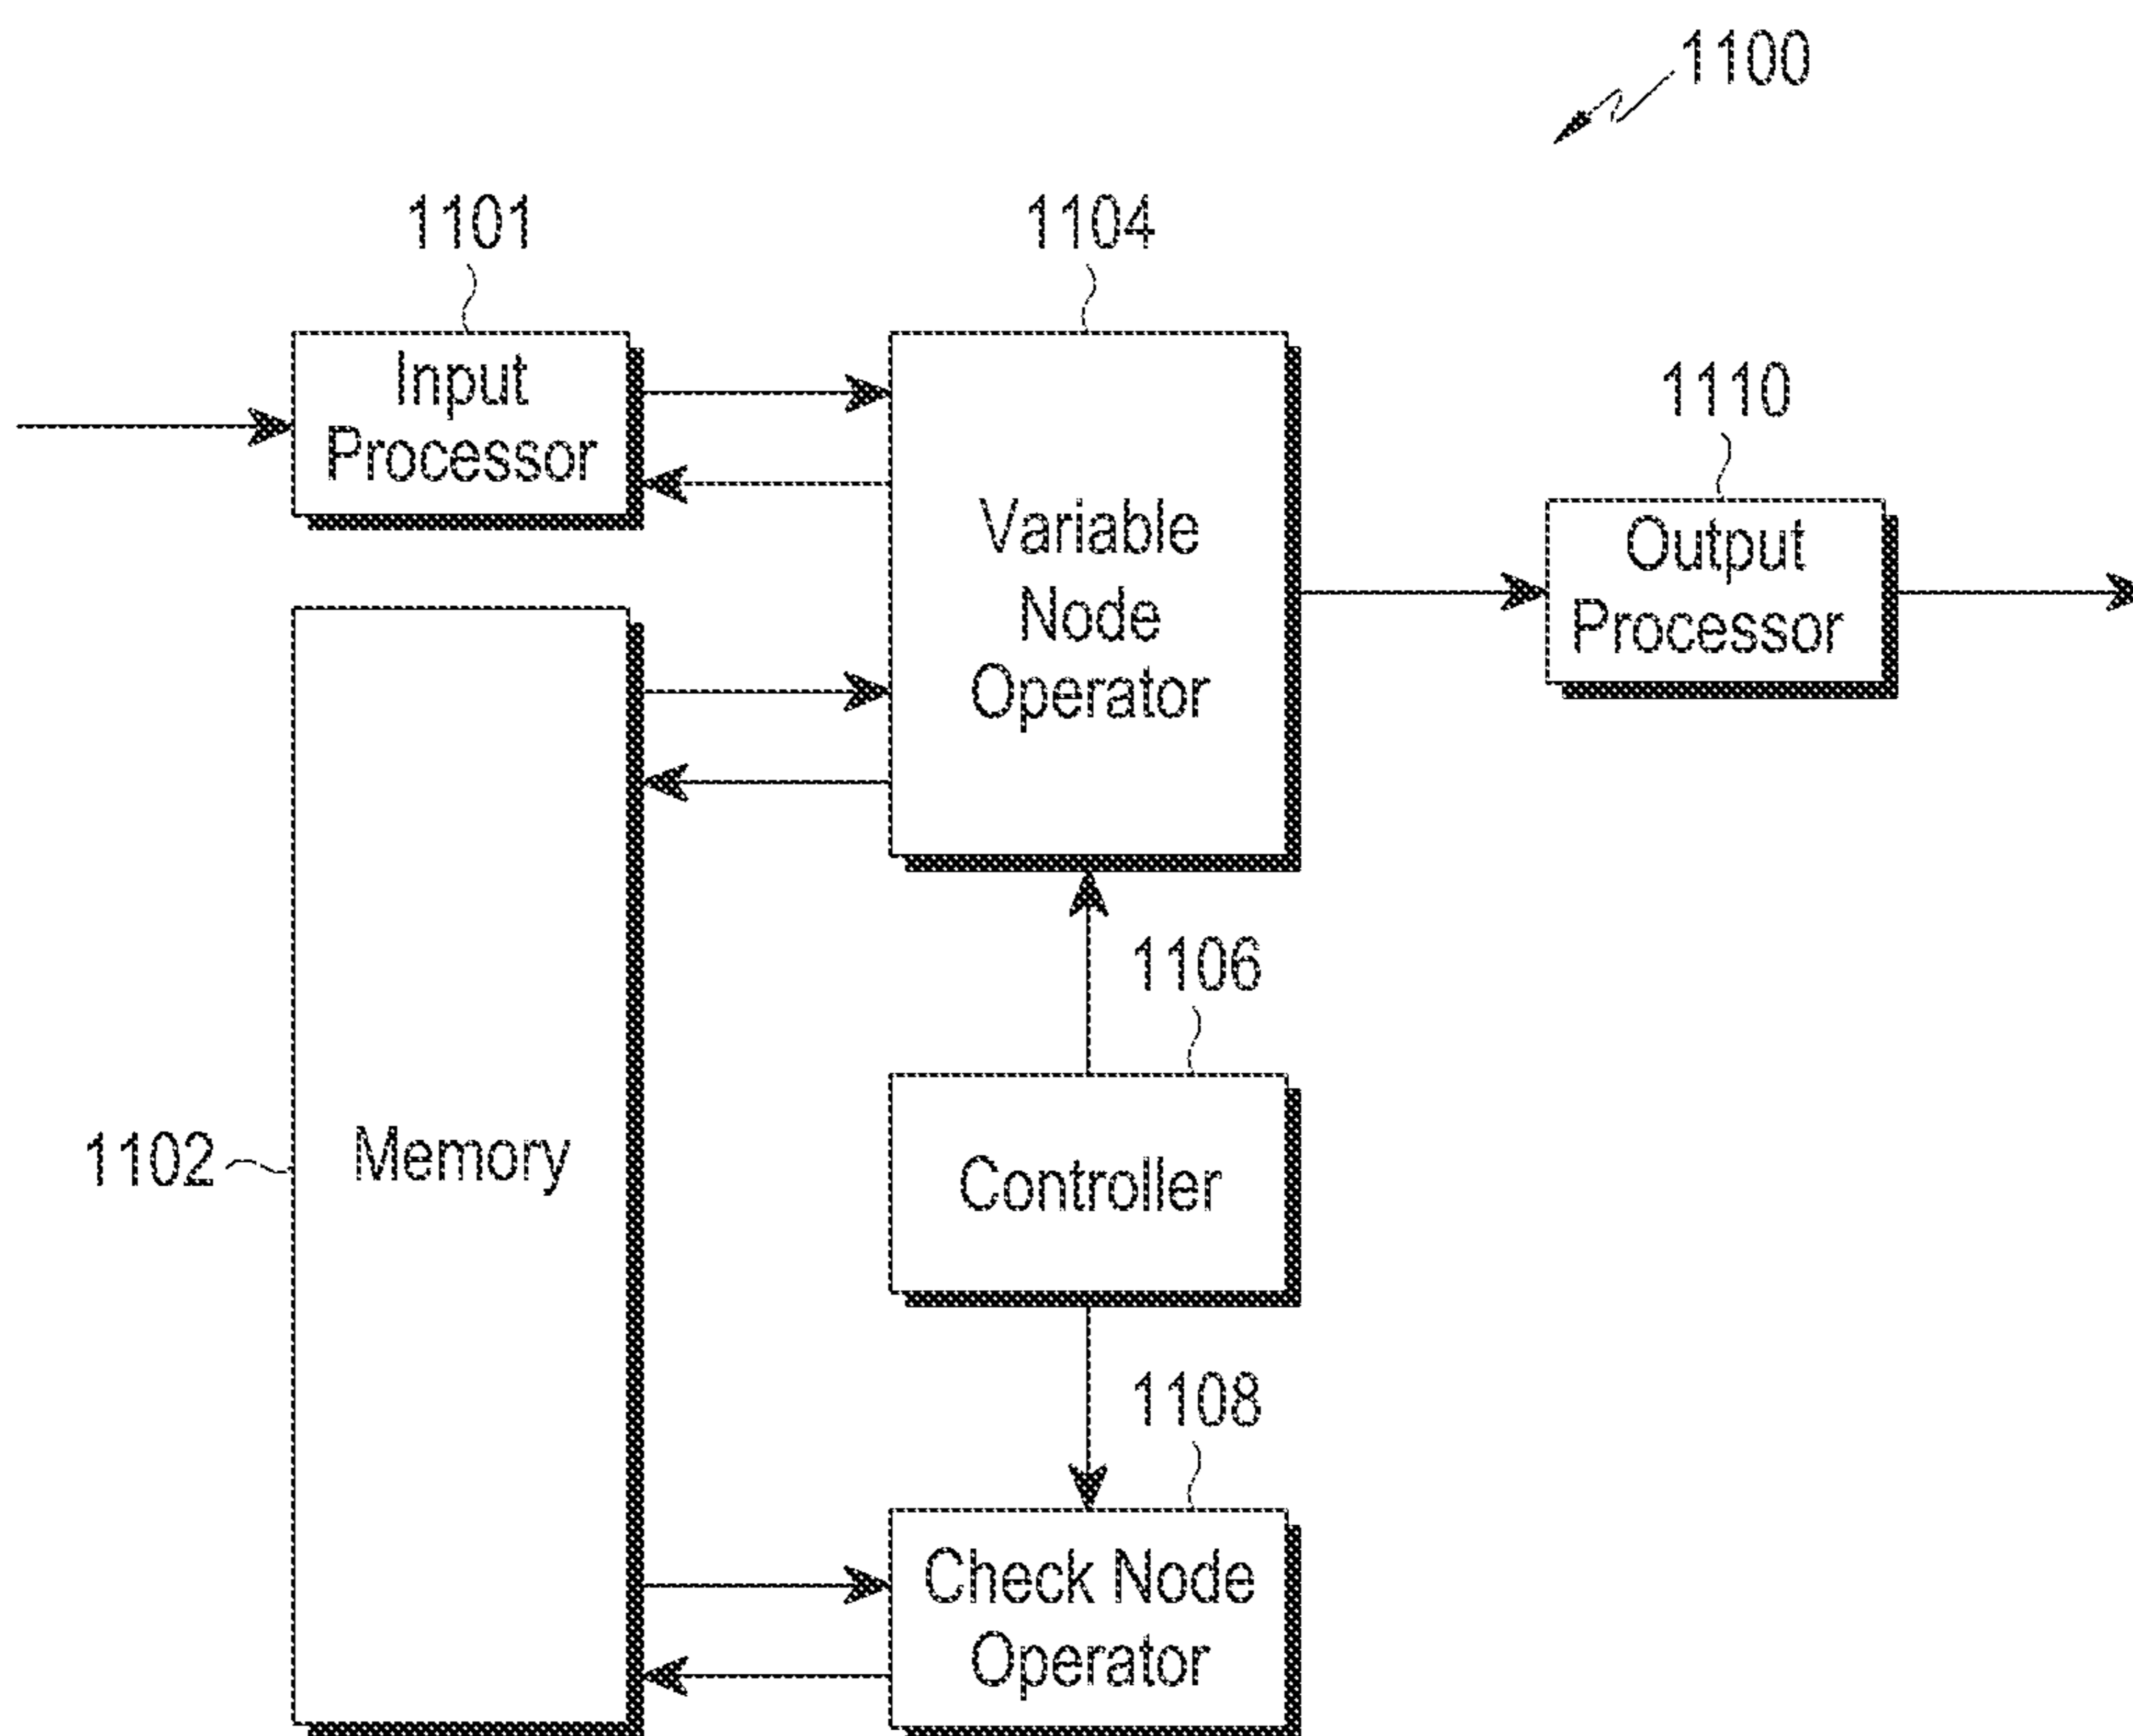 1100
1101
1104
Input
Processor
1110
Variable
Node
Operator
Output
Processor
1106
1102
Memory
Controller
1108
Check Node
Operator